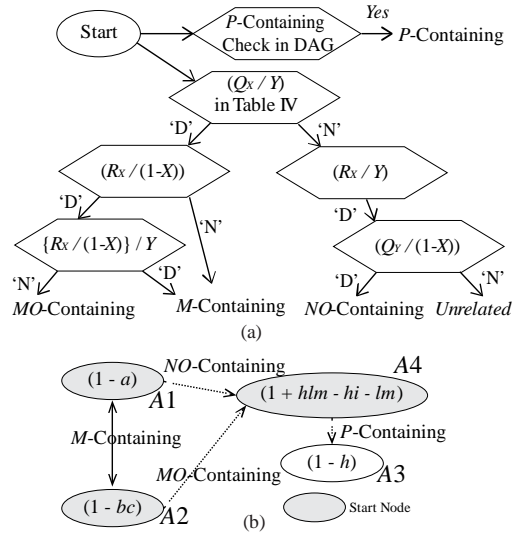 (a)
Start
P-Containing
Check in DAG
Yes
P-Containing
(QX / Y)
in Table IV
‘D’
‘N’
(RX / (1-X))
(RX / Y)
‘D’
‘N’
‘D’
{RX / (1-X)} / Y
(QY / (1-X))
‘N’
‘D’
‘D’
‘N’
MO-Containing
M-Containing
NO-Containing
Unrelated
(a)
NO-Containing
A4
(1 - a)
A1
(1 + hlm - hi - lm)
M-Containing
P-Containing
MO-Containing
(1 - h)
A3
(1 - bc)
A2
(b)
Start Node